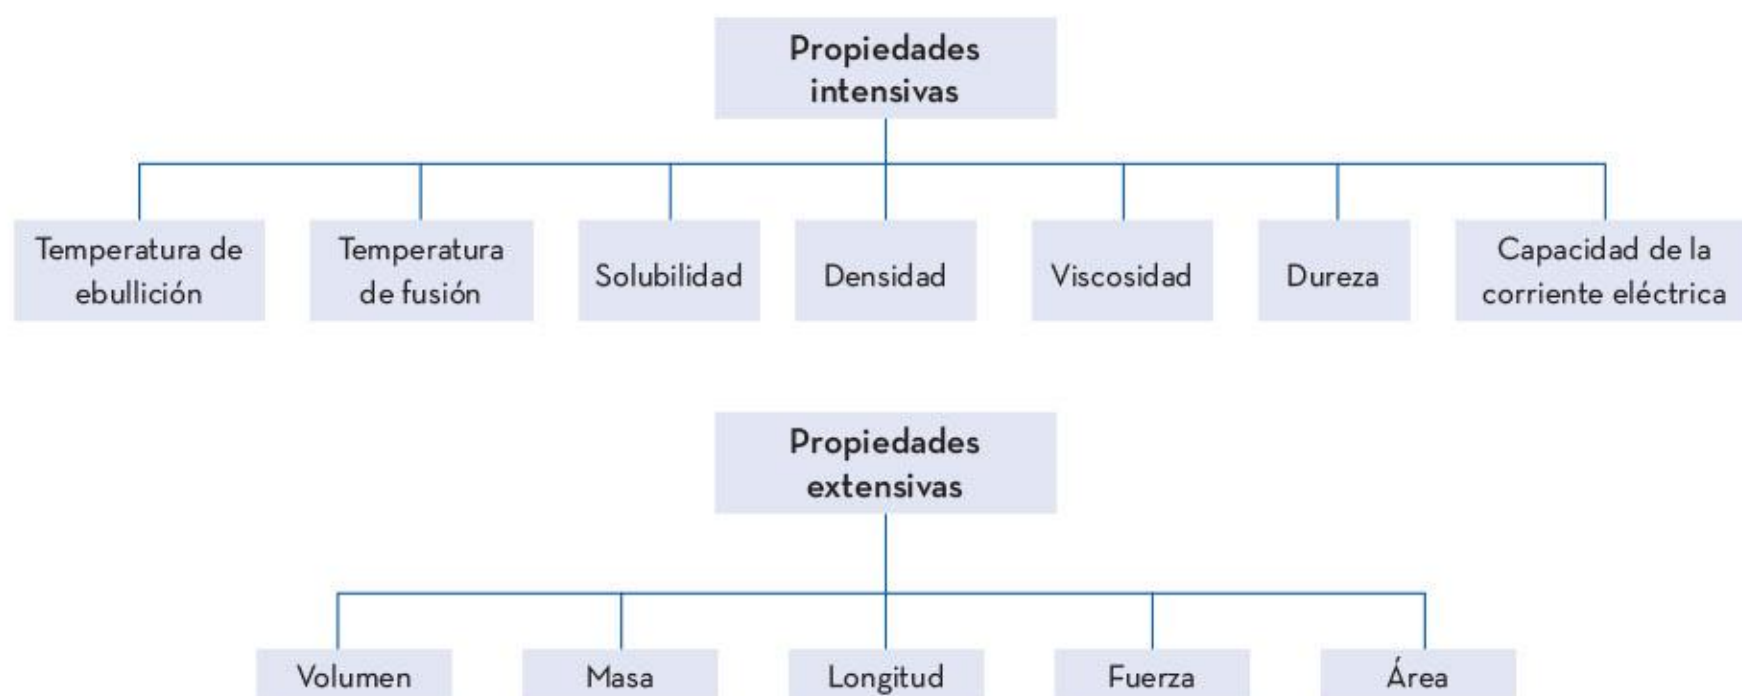 Propiedades
intensivas
Temperatura de
ebullición
Temperatura
de fusión
Solubilidad
Densidad
Viscosidad
Dureza
Capacidad de la
corriente eléctrica
Propiedades
extensivas
Volumen
Masa
Longitud
Fuerza
Área